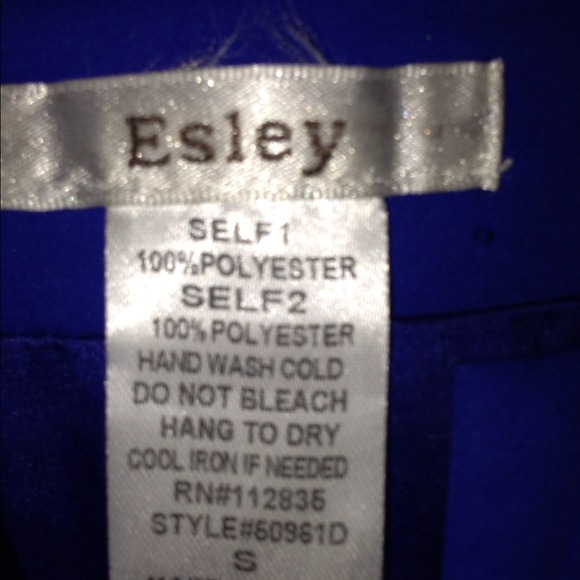 Esley
SELF1
100%POLYESTER
SELF2
100% POLYESTER
HAND WASH COLD
DO NOT BLEACH
HANG TO DRY
COOL IRON IF NEEDED
RN#112835
STYLE#60961D
S